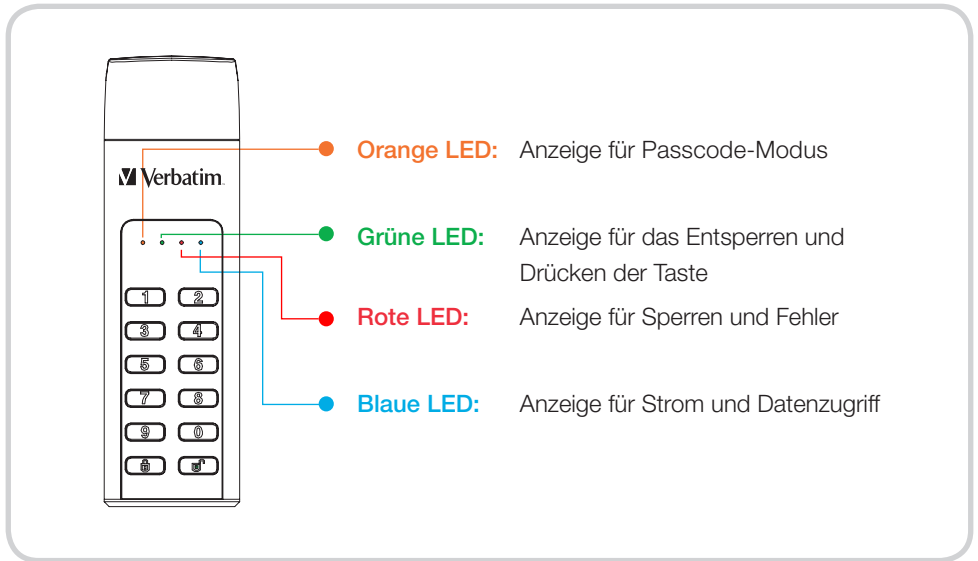 Verbatim.
Orange LED: Anzeige für Passcode-Modus
Grüne LED: Anzeige für das Entsperren und
Drücken der Taste
Rote LED: Anzeige für Sperren und Fehler
Blaue LED: Anzeige für Strom und Datenzugriff
1 2
3 4
5 6
7 8
9 0